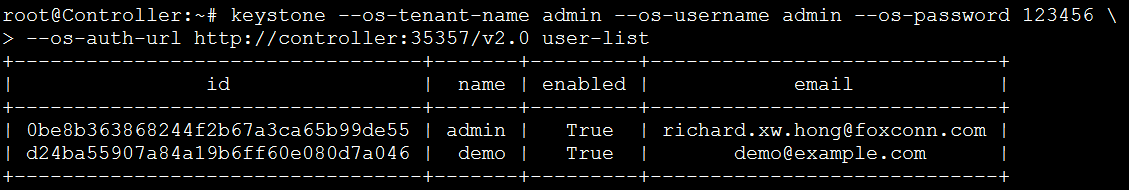 root@Controller:~# keystone --os-tenant-name admin --os-username admin --os-password 123456 \
> --os-auth-url http://controller:35357/v2.0 user-list
+----------------------------------+-------+---------+----------------------------+
|                id                |  name | enabled |           email            |
+----------------------------------+-------+---------+----------------------------+
| 0be8b363868244f2b67a3ca65b99de55 | admin |   True  | richard.xw.hong@foxconn.com |
| d24ba55907a84a19b6ff60e080d7a046 |  demo |   True  |      demo@example.com      |
+----------------------------------+-------+---------+----------------------------+